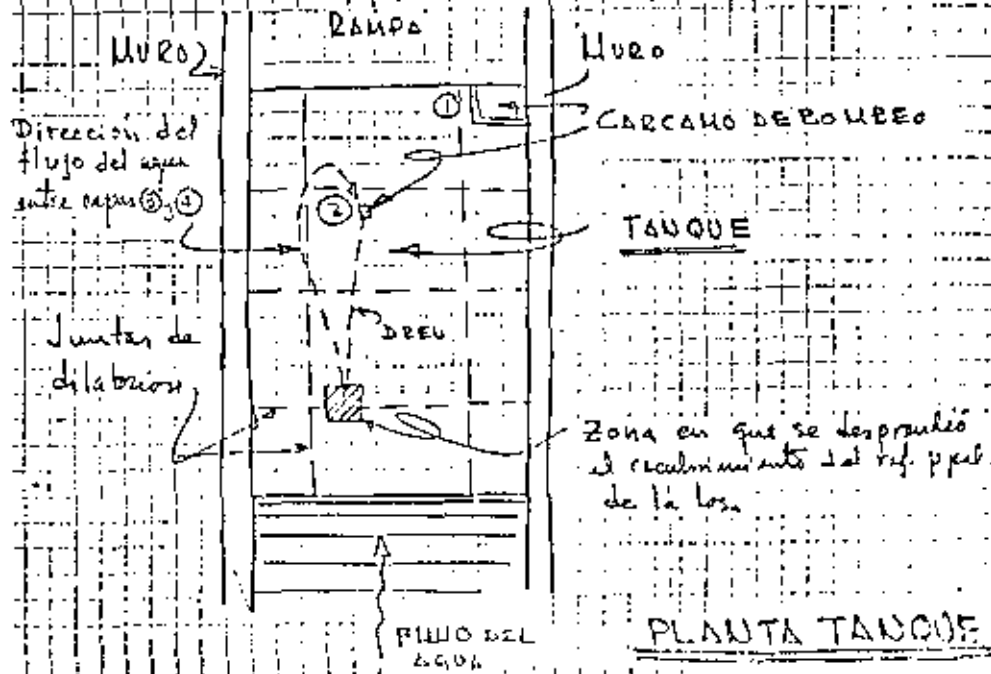 RAMPA
MURO
MURO
①
CARCAMO DE BOMBEO
Dirección del
flujo del agua
entre capas ③, ④
②
TANQUE
DREN
Juntas de
dilatación
Zona en que se desprendió
el recubrimiento del ref. ppal.
de la losa
FLUJO DEL
AGUA
PLANTA TANQUE